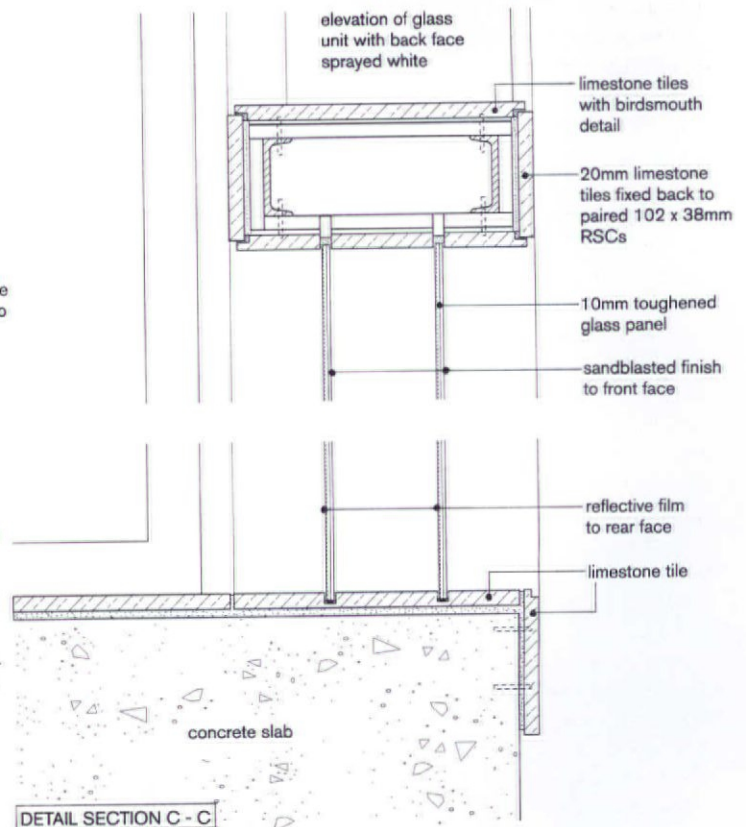 elevation of glass
unit with back face
sprayed white
limestone tiles
with birdsmouth
detail
20mm limestone
tiles fixed back to
paired 102 x 38mm
RSCs
10mm toughened
glass panel
sandblasted finish
to front face
reflective film
to rear face
limestone tile
concrete slab
DETAIL SECTION C - C